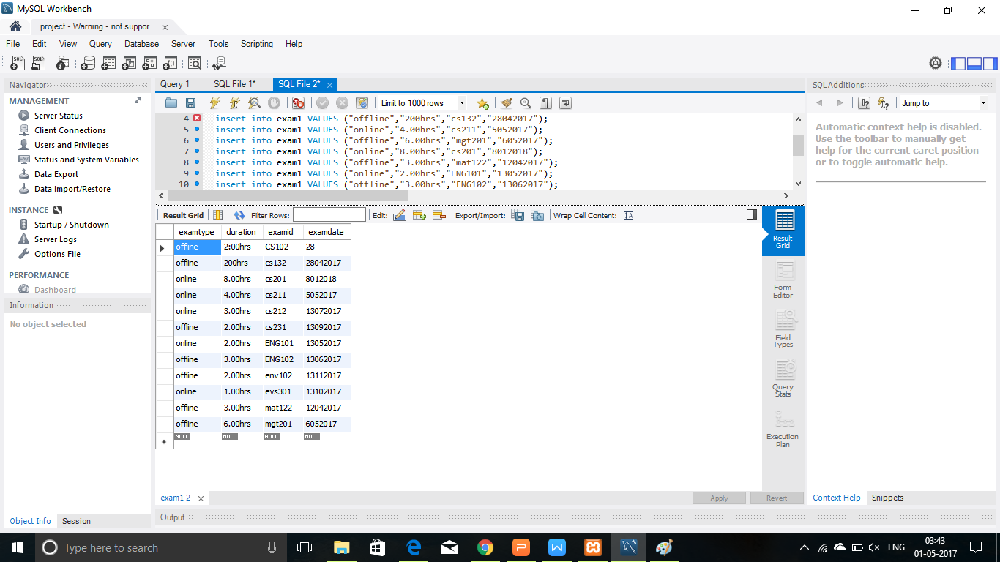 MySQL Workbench
project - Warning - not suppor...
File Edit View Query Database Server Tools Scripting Help
Navigator
MANAGEMENT
Server Status
Client Connections
Users and Privileges
Status and System Variables
Data Export
Data Import/Restore
INSTANCE
Startup / Shutdown
Server Logs
Options File
PERFORMANCE
Dashboard
Information
No object selected
Object Info Session
Query 1 SQL File 1* SQL File 2*
Limit to 1000 rows
4 insert into exam1 VALUES ("offline","200hrs","cs132","28042017");
5 insert into exam1 VALUES ("online","4.00hrs","cs211","5052017");
6 insert into exam1 VALUES ("offline","6.00hrs","mgt201","6052017");
7 insert into exam1 VALUES ("online","8.00hrs","cs201","8012018");
8 insert into exam1 VALUES ("offline","3.00hrs","mat122","12042017");
9 insert into exam1 VALUES ("online","2.00hrs","ENG101","13052017");
10 insert into exam1 VALUES ("offline","3.00hrs","ENG102","13062017");
Result Grid Filter Rows: Edit: Export/Import: Wrap Cell Content:
examtype duration examid examdate
offline 2:00hrs CS102 28
offline 200hrs cs132 28042017
online 8.00hrs cs201 8012018
online 4.00hrs cs211 5052017
online 3.00hrs cs212 13072017
offline 2.00hrs cs231 13092017
online 2.00hrs ENG101 13052017
offline 3.00hrs ENG102 13062017
offline 2.00hrs env102 13112017
online 1.00hrs evs301 13102017
offline 3.00hrs mat122 12042017
offline 6.00hrs mgt201 6052017
NULL NULL NULL NULL
Result
Grid
Form
Editor
Field
Types
Query
Stats
Execution
Plan
exam1 2 Apply Revert
Output
SQLAdditions
Jump to
Automatic context help is disabled.
Use the toolbar to manually get
help for the current caret position
or to toggle automatic help.
Context Help Snippets
Type here to search
ENG
03:43
01-05-2017